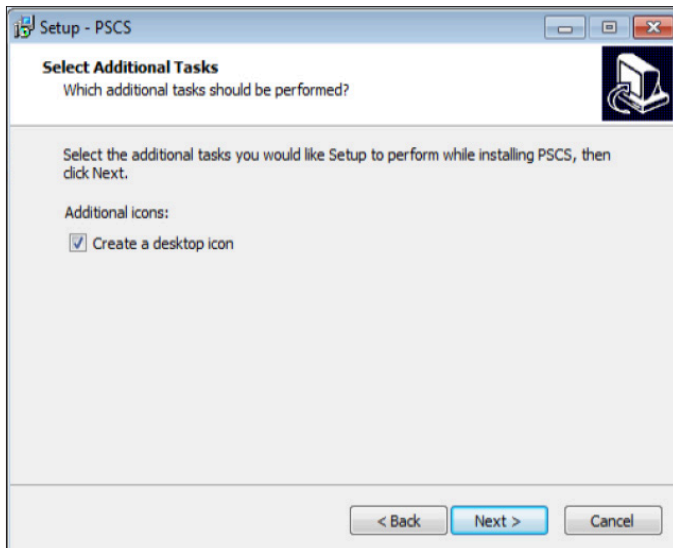 Setup - PSCS
Select Additional Tasks
Which additional tasks should be performed?
Select the additional tasks you would like Setup to perform while installing PSCS, then
click Next.
Additional icons:
Create a desktop icon
< Back Next > Cancel